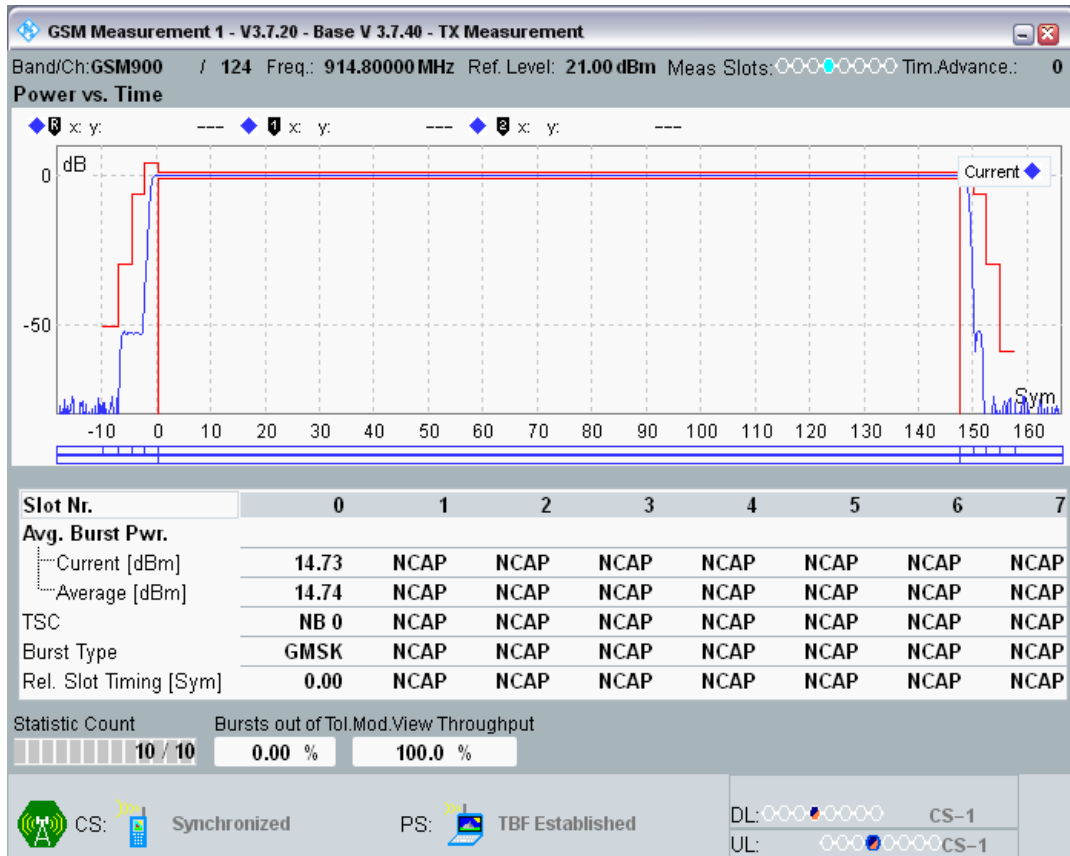 GSM Measurement 1 - V3.7.20 - Base V 3.7.40 - TX Measurement
Band/Ch:GSM900 / 124 Freq.: 914.80000 MHz Ref. Level: 21.00 dBm Meas Slots: Tim.Advance.: 0
Power vs. Time
R x: y: --- 1 x: y: --- 2 x: y: ---
dB
Current
0
-50
Sym
-10 0 10 20 30 40 50 60 70 80 90 100 110 120 130 140 150 160
Slot Nr. 0 1 2 3 4 5 6 7
Avg. Burst Pwr.
Current [dBm] 14.73 NCAP NCAP NCAP NCAP NCAP NCAP NCAP
Average [dBm] 14.74 NCAP NCAP NCAP NCAP NCAP NCAP NCAP
TSC NB 0 NCAP NCAP NCAP NCAP NCAP NCAP NCAP
Burst Type GMSK NCAP NCAP NCAP NCAP NCAP NCAP NCAP
Rel. Slot Timing [Sym] 0.00 NCAP NCAP NCAP NCAP NCAP NCAP NCAP
Statistic Count Bursts out of Tol.Mod.View Throughput
10 / 10 0.00 % 100.0 %
CS: Synchronized PS: TBF Established DL: CS-1
UL: CS-1